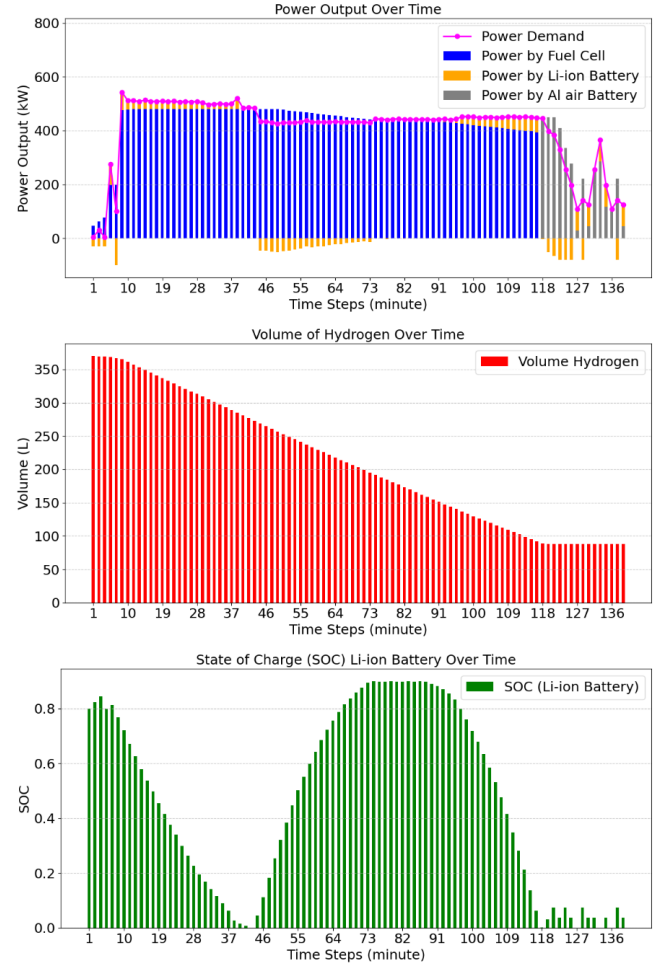 Power Output Over Time
800
600
400
200
0
Power Output (kW)
Power Demand
Power by Fuel Cell
Power by Li-ion Battery
Power by Al air Battery
1 10 19 28 37 46 55 64 73 82 91 100 109 118 127 136
Time Steps (minute)
Volume of Hydrogen Over Time
350
300
250
200
150
100
50
0
Volume (L)
Volume Hydrogen
1 10 19 28 37 46 55 64 73 82 91 100 109 118 127 136
Time Steps (minute)
State of Charge (SOC) Li-ion Battery Over Time
0.8
0.6
0.4
0.2
0.0
SOC
SOC (Li-ion Battery)
1 10 19 28 37 46 55 64 73 82 91 100 109 118 127 136
Time Steps (minute)